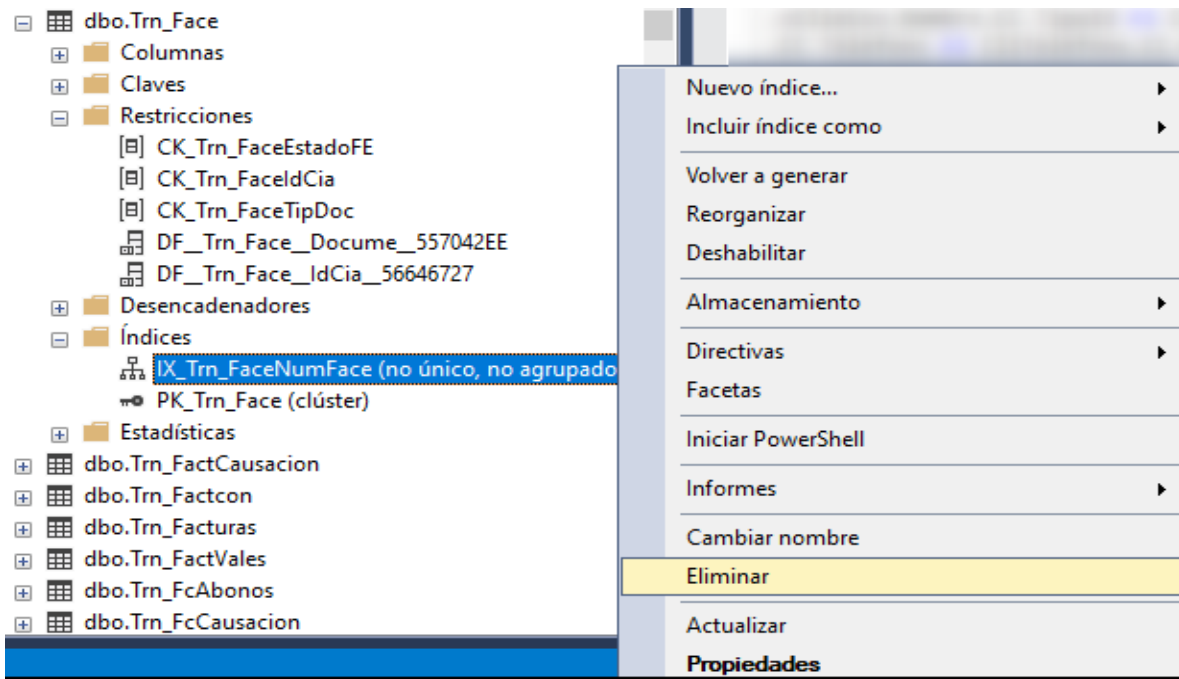 dbo.Trn_Face
Columnas
Claves
Restricciones
CK_Trn_FaceEstadoFE
CK_Trn_FaceIdCia
CK_Trn_FaceTipDoc
DF__Trn_Face__Docume__557042EE
DF__Trn_Face__IdCia__56646727
Desencadenadores
Índices
IX_Trn_FaceNumFace (no único, no agrupado
PK_Trn_Face (clúster)
Estadísticas
dbo.Trn_FactCausacion
dbo.Trn_Factcon
dbo.Trn_Facturas
dbo.Trn_FactVales
dbo.Trn_FcAbonos
dbo.Trn_FcCausacion
Nuevo índice...
Incluir índice como
Volver a generar
Reorganizar
Deshabilitar
Almacenamiento
Directivas
Facetas
Iniciar PowerShell
Informes
Cambiar nombre
Eliminar
Actualizar
Propiedades